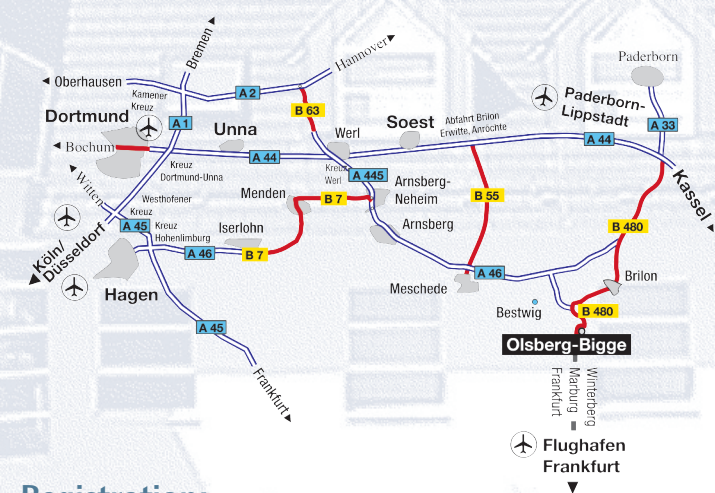 Bremen
Hannover
Paderborn
Oberhausen
Kamener
Kreuz
A 2
B 63
Dortmund
A 1
Unna
Werl
Soest
Abfahrt Brilon
Erwitte, Anröchte
Paderborn-
Lippstadt
A 33
A 44
Bochum
Kreuz
Dortmund-Unna
A 44
Kreuz
Werl
A 445
Kassel
Witten
Westhofener
Kreuz
A 45
Kreuz
Hohenlimburg
Menden
B 7
Arnsberg-
Neheim
B 55
B 480
Iserlohn
Arnsberg
Köln/
Düsseldorf
A 46
B 7
A 46
Hagen
Meschede
Brilon
Bestwig
B 480
A 45
Olsberg-Bigge
Frankfurt
Winterberg
Marburg
Frankfurt
Flughafen
Frankfurt